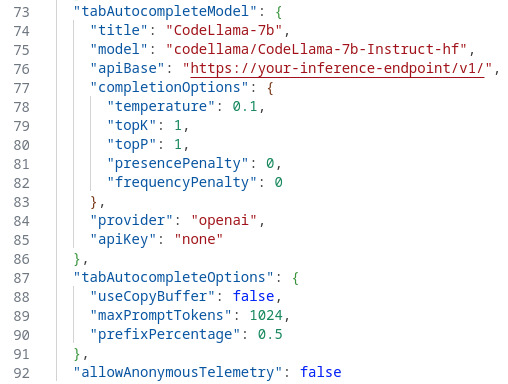 73 "tabAutocompleteModel": {
74 "title": "CodeLlama-7b",
75 "model": "codellama/CodeLlama-7b-Instruct-hf",
76 "apiBase": "https://your-inference-endpoint/v1/",
77 "completionOptions": {
78 "temperature": 0.1,
79 "topK": 1,
80 "topP": 1,
81 "presencePenalty": 0,
82 "frequencyPenalty": 0
83 },
84 "provider": "openai",
85 "apiKey": "none"
86 },
87 "tabAutocompleteOptions": {
88 "useCopyBuffer": false,
89 "maxPromptTokens": 1024,
90 "prefixPercentage": 0.5
91 },
92 "allowAnonymousTelemetry": false